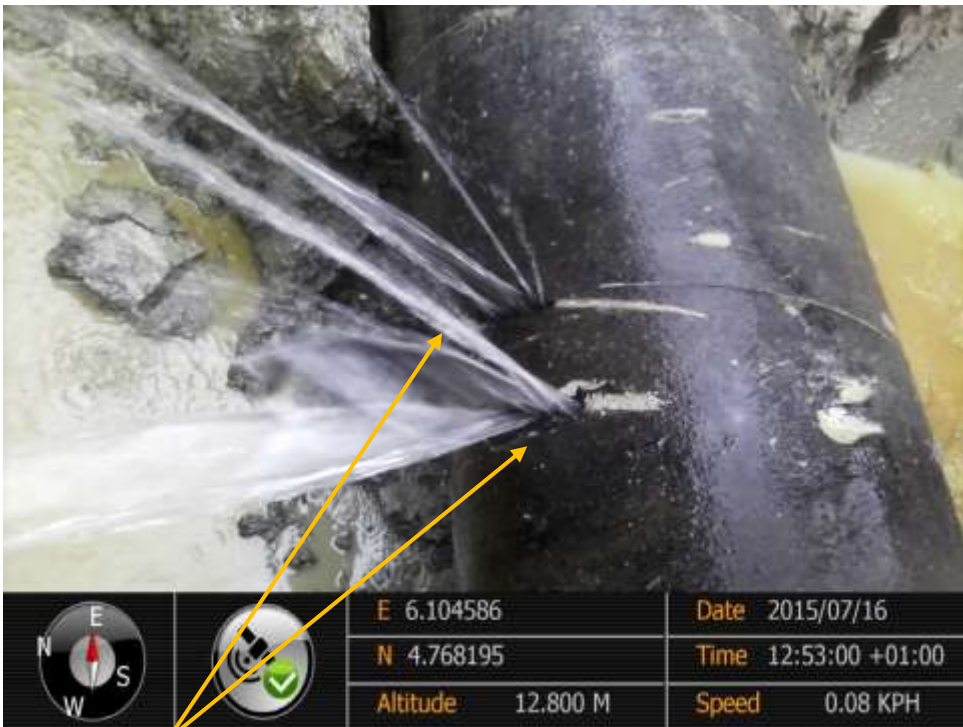 E 6.104586
Date 2015/07/16
N 4.768195
Time 12:53:00 +01:00
Altitude 12.800 M
Speed 0.08 KPH
E
N
S
W